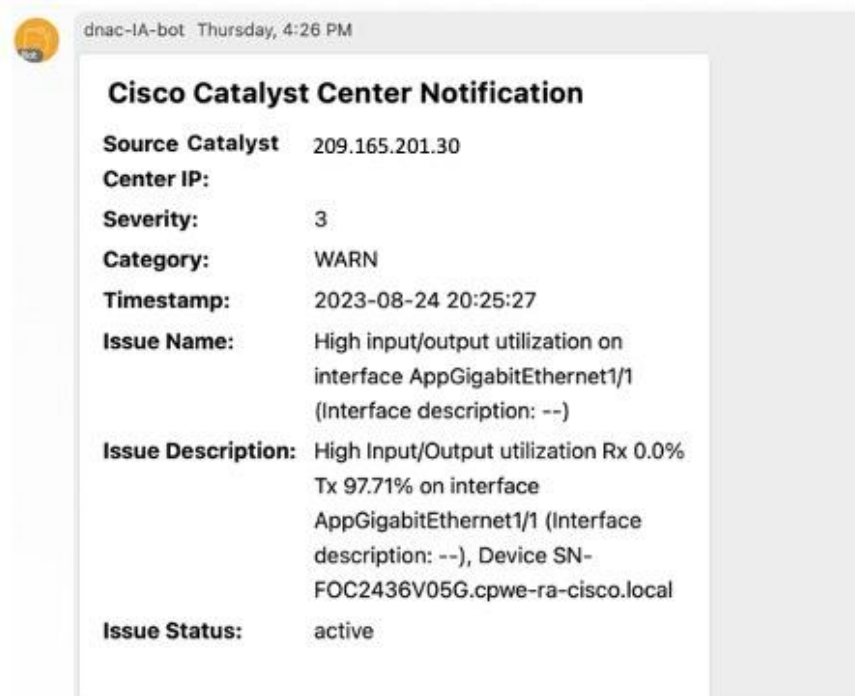 dnac-IA-bot Thursday, 4:26 PM
Bot
Cisco Catalyst Center Notification
Source Catalyst 209.165.201.30
Center IP:
Severity: 3
Category: WARN
Timestamp: 2023-08-24 20:25:27
Issue Name: High input/output utilization on
interface AppGigabitEthernet1/1
(Interface description: --)
Issue Description: High Input/Output utilization Rx 0.0%
Tx 97.71% on interface
AppGigabitEthernet1/1 (Interface
description: --), Device SN-
FOC2436V05G.cpwe-ra-cisco.local
Issue Status: active